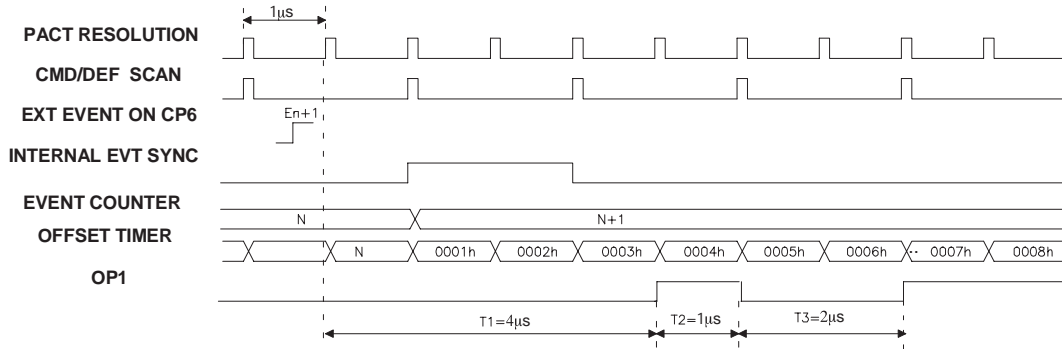 1μs
PACT RESOLUTION
CMD/DEF SCAN
EXT EVENT ON CP6
En+1
INTERNAL EVT SYNC
EVENT COUNTER
N N+1
OFFSET TIMER
N 0001h 0002h 0003h 0004h 0005h 0006h 0007h 0008h
OP1
T1=4μs T2=1μs T3=2μs